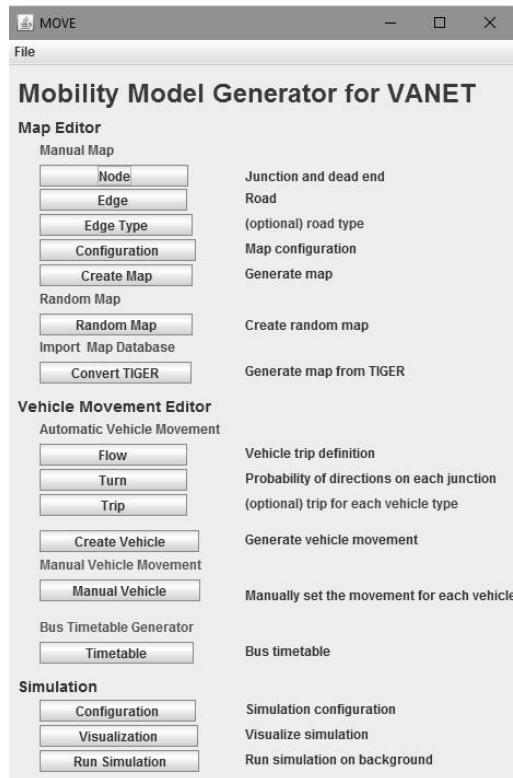 MOVE
File
Mobility Model Generator for VANET
Map Editor
Manual Map
Node Junction and dead end
Edge Road
Edge Type (optional) road type
Configuration Map configuration
Create Map Generate map
Random Map
Random Map Create random map
Import Map Database
Convert TIGER Generate map from TIGER
Vehicle Movement Editor
Automatic Vehicle Movement
Flow Vehicle trip definition
Turn Probability of directions on each junction
Trip (optional) trip for each vehicle type
Create Vehicle Generate vehicle movement
Manual Vehicle Movement
Manual Vehicle Manually set the movement for each vehicle
Bus Timetable Generator
Timetable Bus timetable
Simulation
Configuration Simulation configuration
Visualization Visualize simulation
Run Simulation Run simulation on background